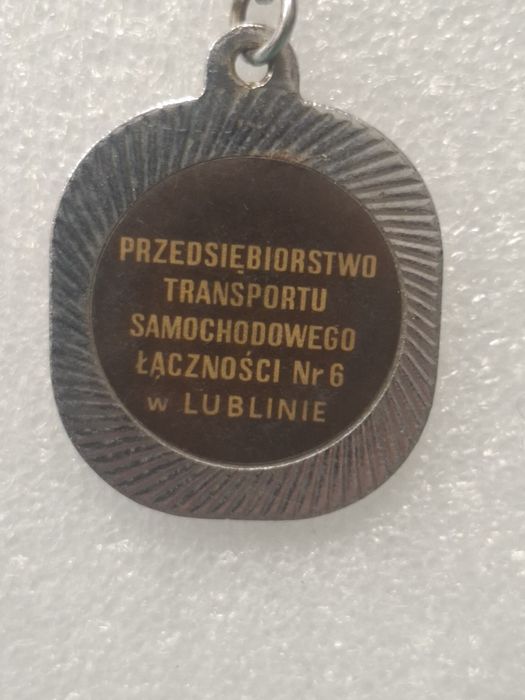 PRZEDSIĘBIORSTWO
TRANSPORTU
SAMOCHODOWEGO
ŁĄCZNOŚCI Nr 6
w LUBLINIE